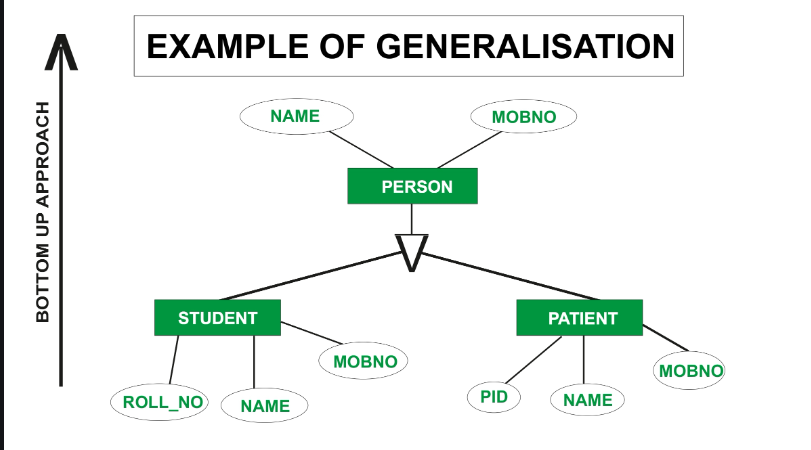 EXAMPLE OF GENERALISATION
BOTTOM UP APPROACH
NAME
MOBNO
PERSON
STUDENT
PATIENT
MOBNO
ROLL_NO
NAME
PID
NAME
MOBNO